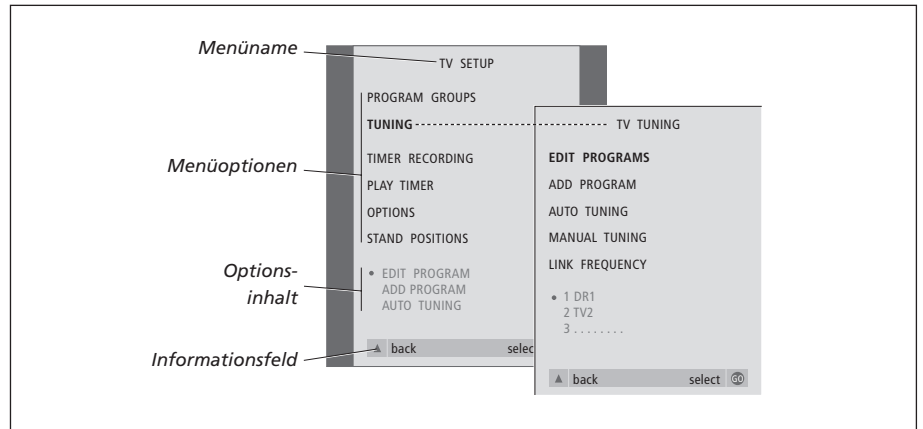 Menüname
Menüoptionen
Options-
inhalt
Informationsfeld
TV SETUP
PROGRAM GROUPS
TUNING
TIMER RECORDING
PLAY TIMER
OPTIONS
STAND POSITIONS
• EDIT PROGRAM
ADD PROGRAM
AUTO TUNING
▲ back selec
TV TUNING
EDIT PROGRAMS
ADD PROGRAM
AUTO TUNING
MANUAL TUNING
LINK FREQUENCY
• 1 DR1
2 TV2
3 . . . . . . . .
▲ back select GO